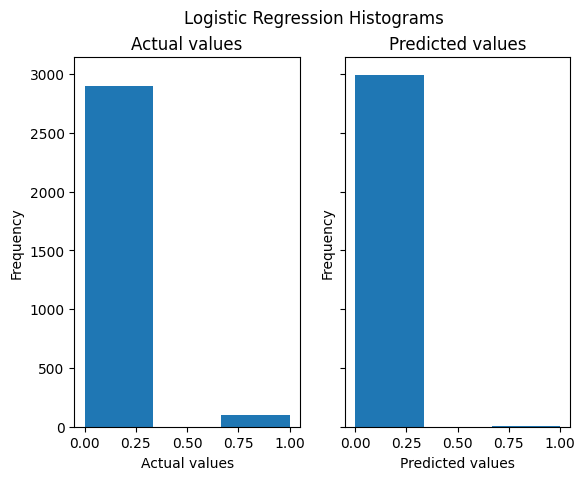 Logistic Regression Histograms
Actual values
Predicted values
3000
2500
2000
1500
1000
500
0
Frequency
Frequency
0.00 0.25 0.50 0.75 1.00
0.00 0.25 0.50 0.75 1.00
Actual values
Predicted values